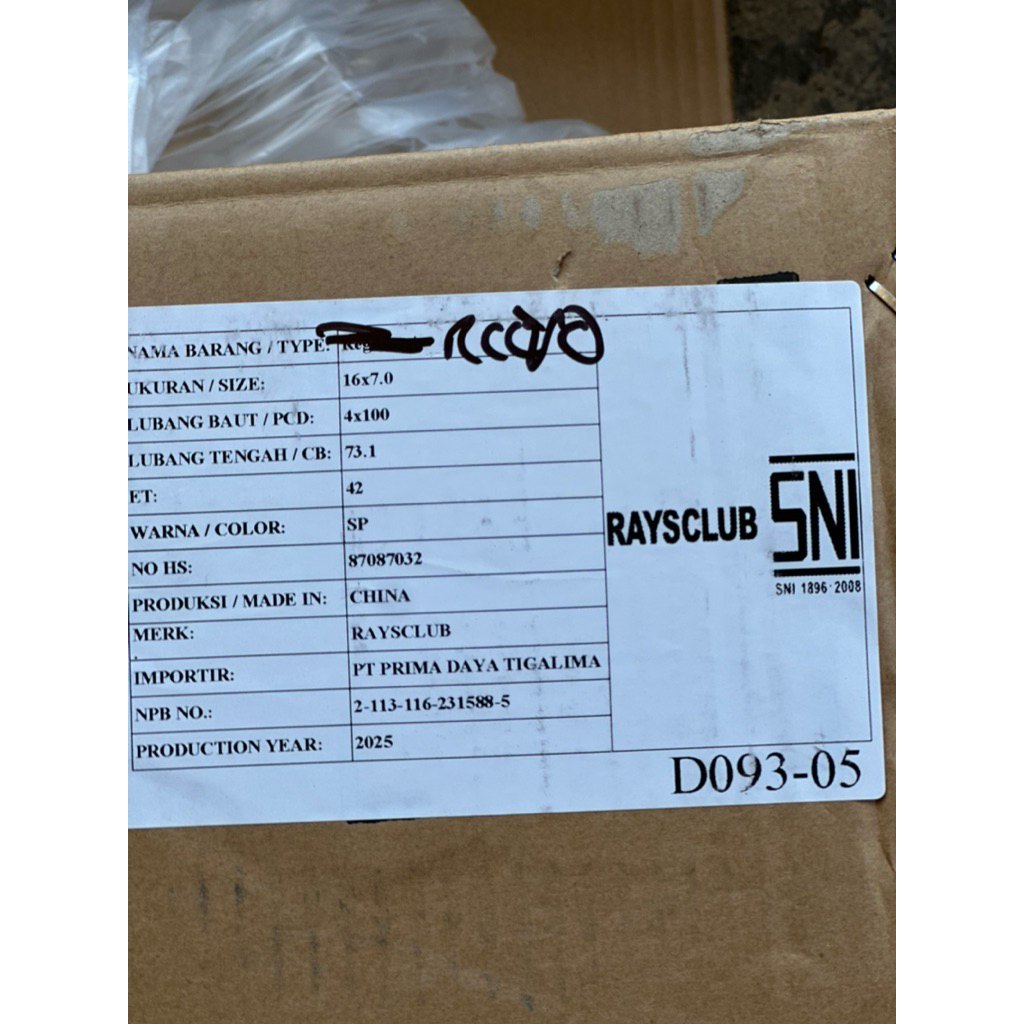 NAMA BARANG / TYPE:
UKURAN / SIZE: 16x7.0
LUBANG BAUT / PCD: 4x100
LUBANG TENGAH / CB: 73.1
ET: 42
WARNA / COLOR: SP
NO HS: 87087032
PRODUKSI / MADE IN: CHINA
MERK: RAYSCLUB
IMPORTIR: PT PRIMA DAYA TIGALIMA
NPB NO.: 2-113-116-231588-5
PRODUCTION YEAR: 2025
RAYSCLUB SNI
SNI 1896:2008
D093-05